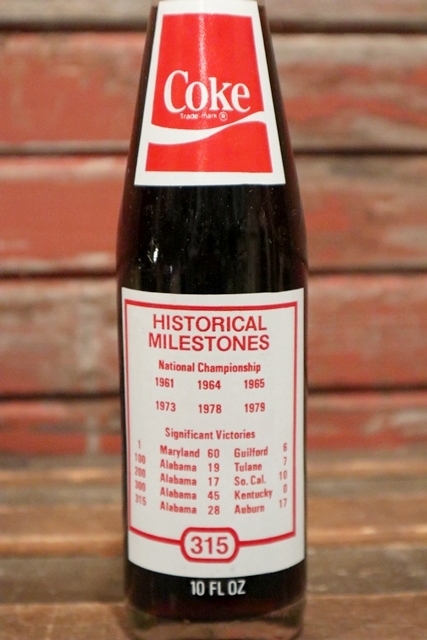 Coke
Trade-mark ®
HISTORICAL
MILESTONES
National Championship
1961 1964 1965
1973 1978 1979
Significant Victories
1 Maryland 60 Guilford 6
100 Alabama 19 Tulane 7
200 Alabama 17 So. Cal. 10
300 Alabama 45 Kentucky 0
315 Alabama 28 Auburn 17
315
10 FL OZ